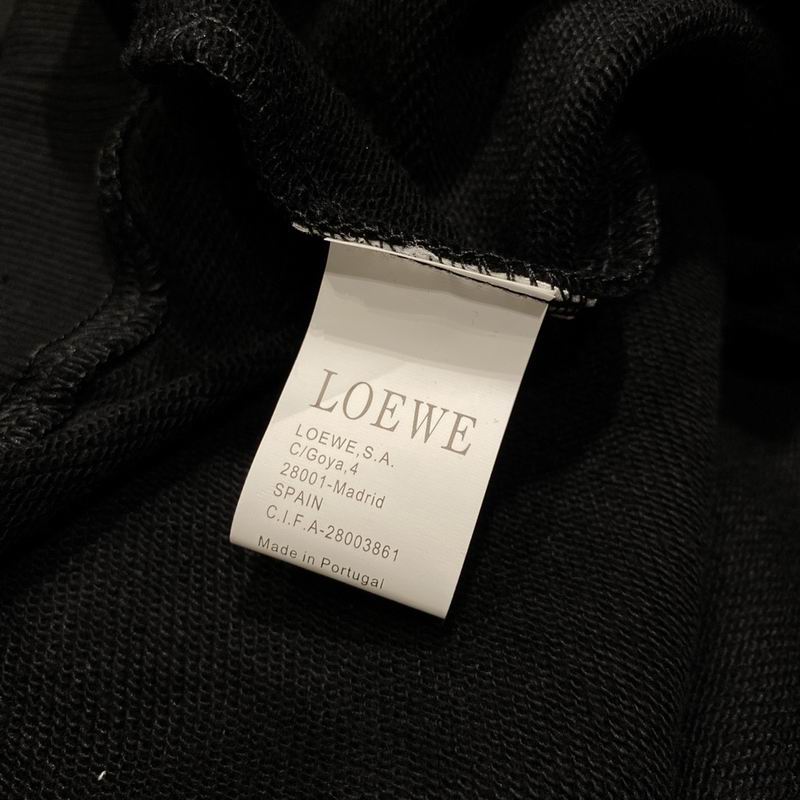 LOEWE
LOEWE,S.A.
C/Goya,4
28001-Madrid
SPAIN
C.I.F.A-28003861
Made in Portugal